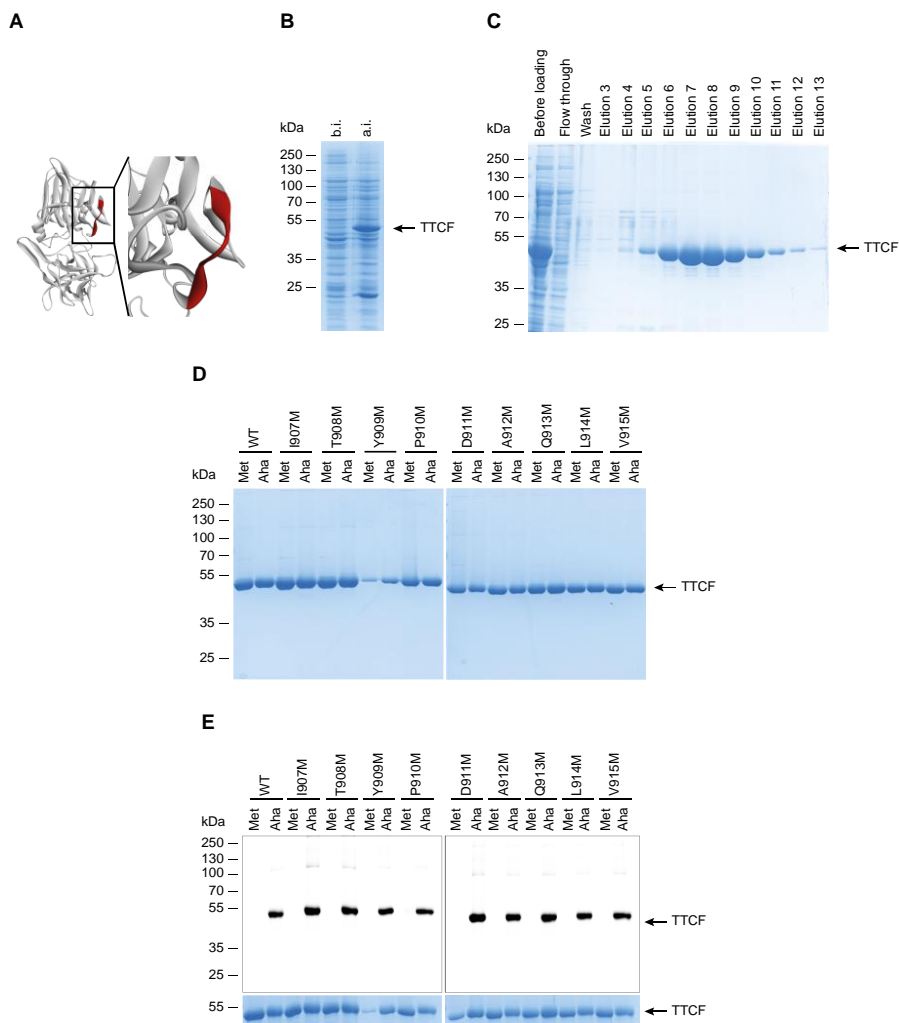 A
B
C
kDa
b.i.
a.i.
250
130
100
70
55
35
25
TTCF
kDa
Before loading
Flow through
Wash
Elution 3
Elution 4
Elution 5
Elution 6
Elution 7
Elution 8
Elution 9
Elution 10
Elution 11
Elution 12
Elution 13
250
130
100
70
55
35
25
TTCF
D
WT
I907M
T908M
Y909M
P910M
D911M
A912M
Q913M
L914M
V915M
kDa
Met Aha Met Aha Met Aha Met Aha Met Aha Met Aha Met Aha Met Aha Met Aha Met Aha
250
130
100
70
55
35
25
TTCF
E
WT
I907M
T908M
Y909M
P910M
D911M
A912M
Q913M
L914M
V915M
kDa
Met Aha Met Aha Met Aha Met Aha Met Aha Met Aha Met Aha Met Aha Met Aha Met Aha
250
130
100
70
55
35
25
TTCF
55
TTCF